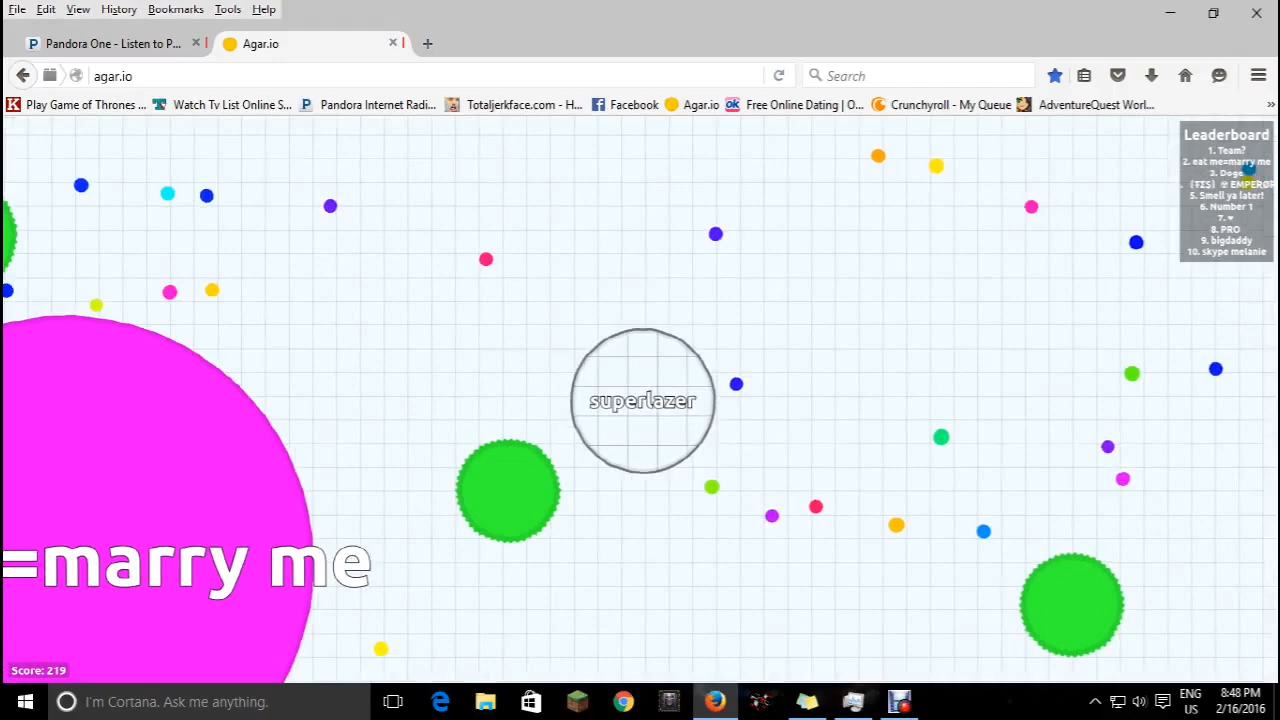 File Edit View History Bookmarks Tools Help
Pandora One - Listen to P...
Agar.io
agar.io
Search
Play Game of Thrones ... Watch Tv List Online S... Pandora Internet Radi... Totaljerkface.com - H... Facebook Agar.io Free Online Dating | O... Crunchyroll - My Queue AdventureQuest Worl... »
Leaderboard
1. Team?
2. eat me=marry me
3. Doge
EMPERØR
5. Smell ya later!
6. Number 1
7. ♥
8. PRO
9. bigdaddy
10. skype melanie
superlazer
=marry me
Score: 219
I'm Cortana. Ask me anything.
ENG
US
8:48 PM
2/16/2016